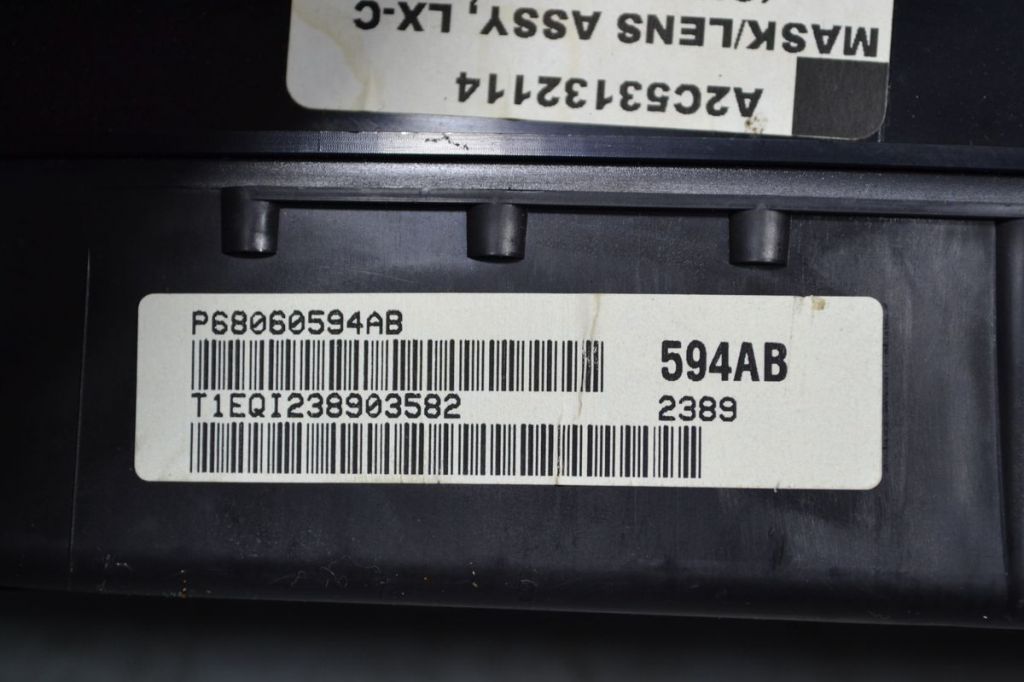 MASK/LENS ASSY, LX-C
A2C53132114
P68060594AB
594AB
T1EQI238903582
2389